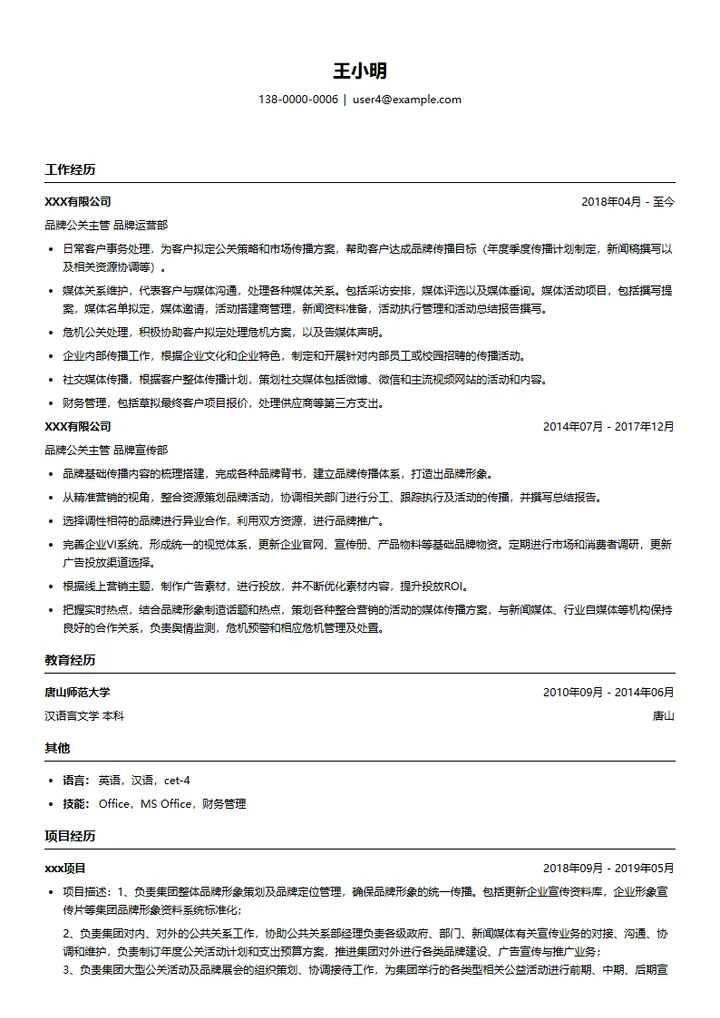 王小明
138-0000-0006 | user4@example.com
工作经历
XXX有限公司 2018年04月 - 至今
品牌公关主管 品牌运营部
• 日常客户事务处理，为客户拟定公关策略和市场传播方案，帮助客户达成品牌传播目标（年度季度传播计划制定，新闻稿撰写以
及相关资源协调等）。
• 媒体关系维护，代表客户与媒体沟通，处理各种媒体关系。包括采访安排，媒体评选以及媒体垂询。媒体活动项目，包括撰写提
案，媒体名单拟定，媒体邀请，活动搭建商管理，新闻资料准备，活动执行管理和活动总结报告撰写。
• 危机公关处理，积极协助客户拟定处理危机方案，以及告媒体声明。
• 企业内部传播工作，根据企业文化和企业特色，制定和开展针对内部员工或校园招聘的传播活动。
• 社交媒体传播，根据客户整体传播计划，策划社交媒体包括微博、微信和主流视频网站的活动和内容。
• 财务管理，包括草拟最终客户项目报价，处理供应商等第三方支出。
XXX有限公司 2014年07月 - 2017年12月
品牌公关主管 品牌宣传部
• 品牌基础传播内容的梳理搭建，完成各种品牌背书，建立品牌传播体系，打造出品牌形象。
• 从精准营销的视角，整合资源策划品牌活动，协调相关部门进行分工、跟踪执行及活动的传播，并撰写总结报告。
• 选择调性相符的品牌进行异业合作，利用双方资源，进行品牌推广。
• 完善企业VI系统，形成统一的视觉体系，更新企业官网、宣传册、产品物料等基础品牌物资。定期进行市场和消费者调研，更新
广告投放渠道选择。
• 根据线上营销主题，制作广告素材，进行投放，并不断优化素材内容，提升投放ROI。
• 把握实时热点，结合品牌形象制造话题和热点，策划各种整合营销的活动的媒体传播方案，与新闻媒体、行业自媒体等机构保持
良好的合作关系，负责舆情监测，危机预警和相应危机管理及处置。
教育经历
唐山师范大学 2010年09月 - 2014年06月
汉语言文学 本科 唐山
其他
• 语言： 英语，汉语，cet-4
• 技能： Office，MS Office，财务管理
项目经历
xxx项目 2018年09月 - 2019年05月
• 项目描述：1、负责集团整体品牌形象策划及品牌定位管理，确保品牌形象的统一传播。包括更新企业宣传资料库，企业形象宣
传片等集团品牌形象资料系统标准化；
2、负责集团对内、对外的公共关系工作，协助公共关系部经理负责各级政府、部门、新闻媒体有关宣传业务的对接、沟通、协
调和维护，负责制订年度公关活动计划和支出预算方案，推进集团对外进行各类品牌建设、广告宣传与推广业务；
3、负责集团大型公关活动及品牌展会的组织策划、协调接待工作，为集团举行的各类型相关公益活动进行前期、中期、后期宣